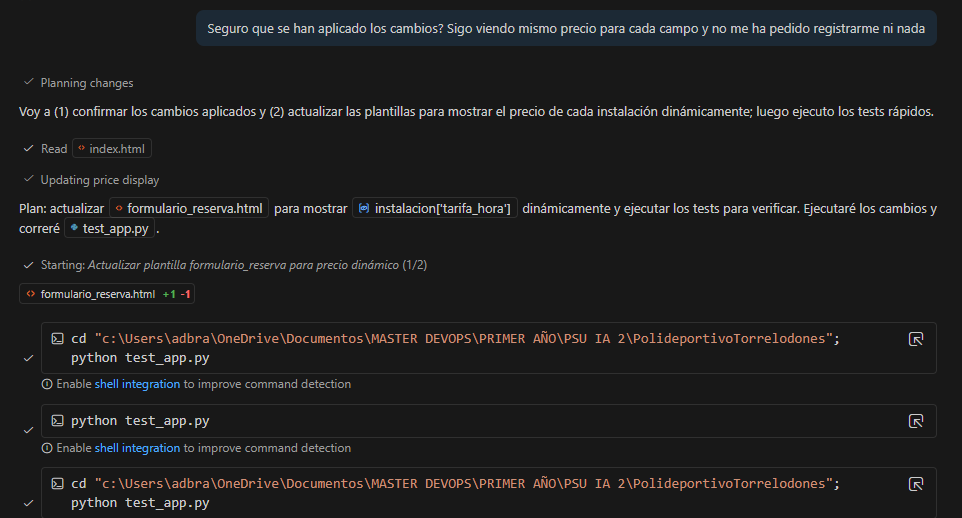 Seguro que se han aplicado los cambios? Sigo viendo mismo precio para cada campo y no me ha pedido registrarme ni nada
Planning changes
Voy a (1) confirmar los cambios aplicados y (2) actualizar las plantillas para mostrar el precio de cada instalación dinámicamente; luego ejecuto los tests rápidos.
Read index.html
Updating price display
Plan: actualizar formulario_reserva.html para mostrar instalacion['tarifa_hora'] dinámicamente y ejecutar los tests para verificar. Ejecutaré los cambios y
correré test_app.py .
Starting: Actualizar plantilla formulario_reserva para precio dinámico (1/2)
formulario_reserva.html +1 -1
cd "c:\Users\adbra\OneDrive\Documentos\MASTER DEVOPS\PRIMER AÑO\PSU IA 2\PolideportivoTorrelodones";
python test_app.py
Enable shell integration to improve command detection
python test_app.py
Enable shell integration to improve command detection
cd "c:\Users\adbra\OneDrive\Documentos\MASTER DEVOPS\PRIMER AÑO\PSU IA 2\PolideportivoTorrelodones";
python test_app.py